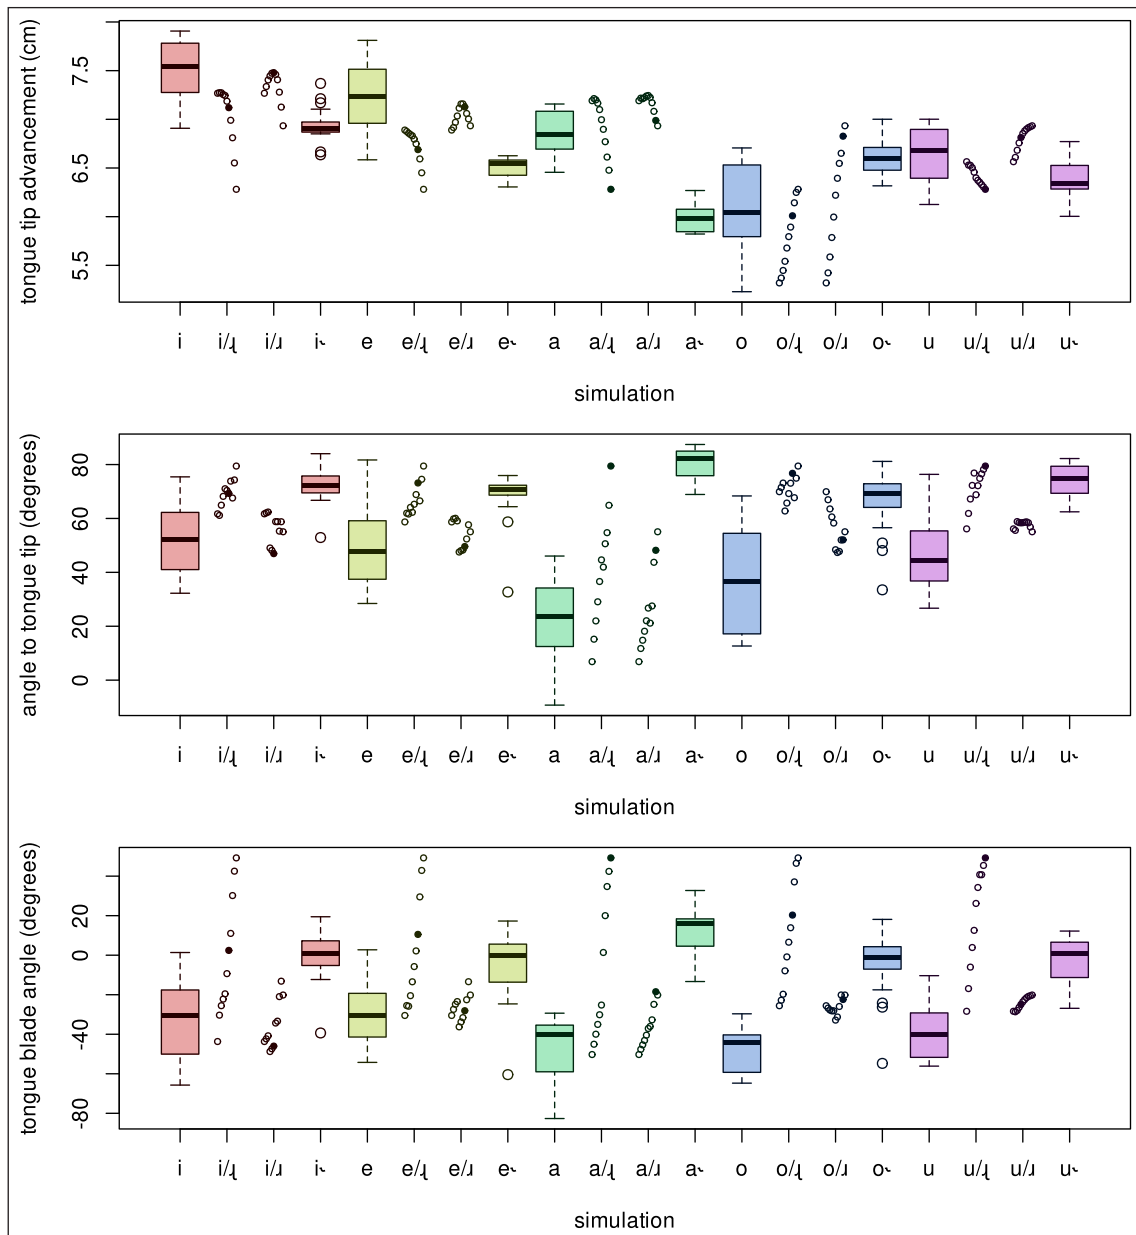 tongue tip advancement (cm)
7.5
6.5
5.5
i i/ɻ i/ɹ i˞ e e/ɻ e/ɹ e˞ a a/ɻ a/ɹ a˞ o o/ɻ o/ɹ o˞ u u/ɻ u/ɹ u˞
simulation
angle to tongue tip (degrees)
80
60
40
20
0
i i/ɻ i/ɹ i˞ e e/ɻ e/ɹ e˞ a a/ɻ a/ɹ a˞ o o/ɻ o/ɹ o˞ u u/ɻ u/ɹ u˞
simulation
tongue blade angle (degrees)
20
0
-40
-80
i i/ɻ i/ɹ i˞ e e/ɻ e/ɹ e˞ a a/ɻ a/ɹ a˞ o o/ɻ o/ɹ o˞ u u/ɻ u/ɹ u˞
simulation